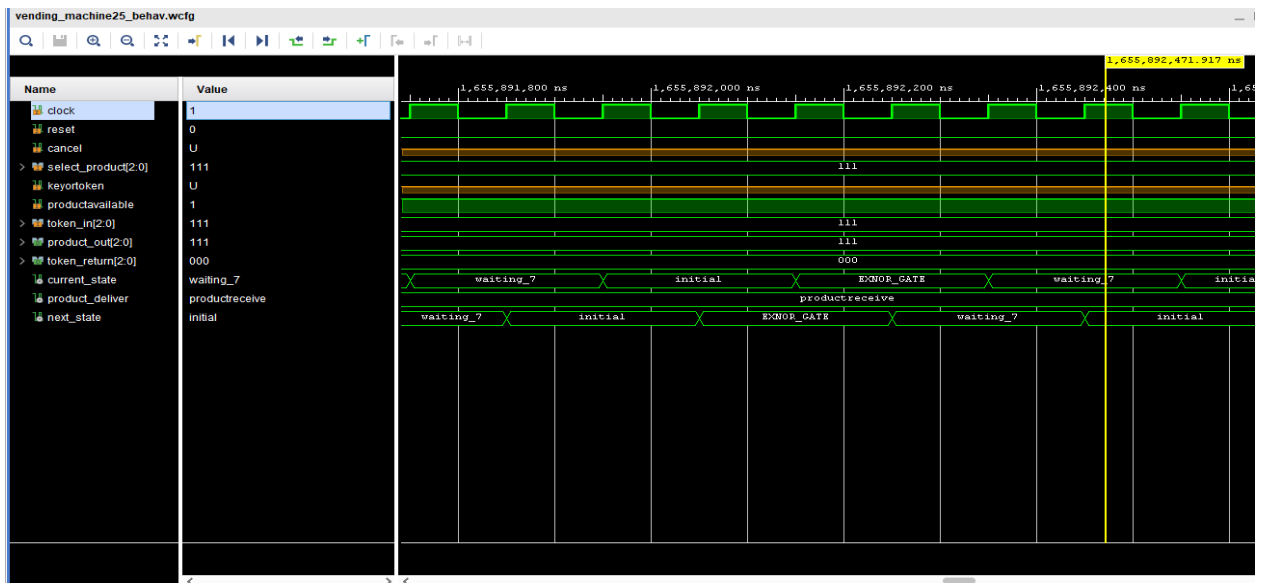 vending_machine25_behav.wcfg
1,655,892,471.917 ns
Name Value
1,655,891,800 ns 1,655,892,000 ns 1,655,892,200 ns 1,655,892,400 ns 1,65
clock 1
reset 0
cancel U
select_product[2:0] 111 111
keyortoken U
productavailable 1
token_in[2:0] 111 111
product_out[2:0] 111 111
token_return[2:0] 000 000
current_state waiting_7 waiting_7 initial EXNOR_GATE waiting_7 initia
product_deliver productreceive productreceive
next_state initial waiting_7 initial EXNOR_GATE waiting_7 initial